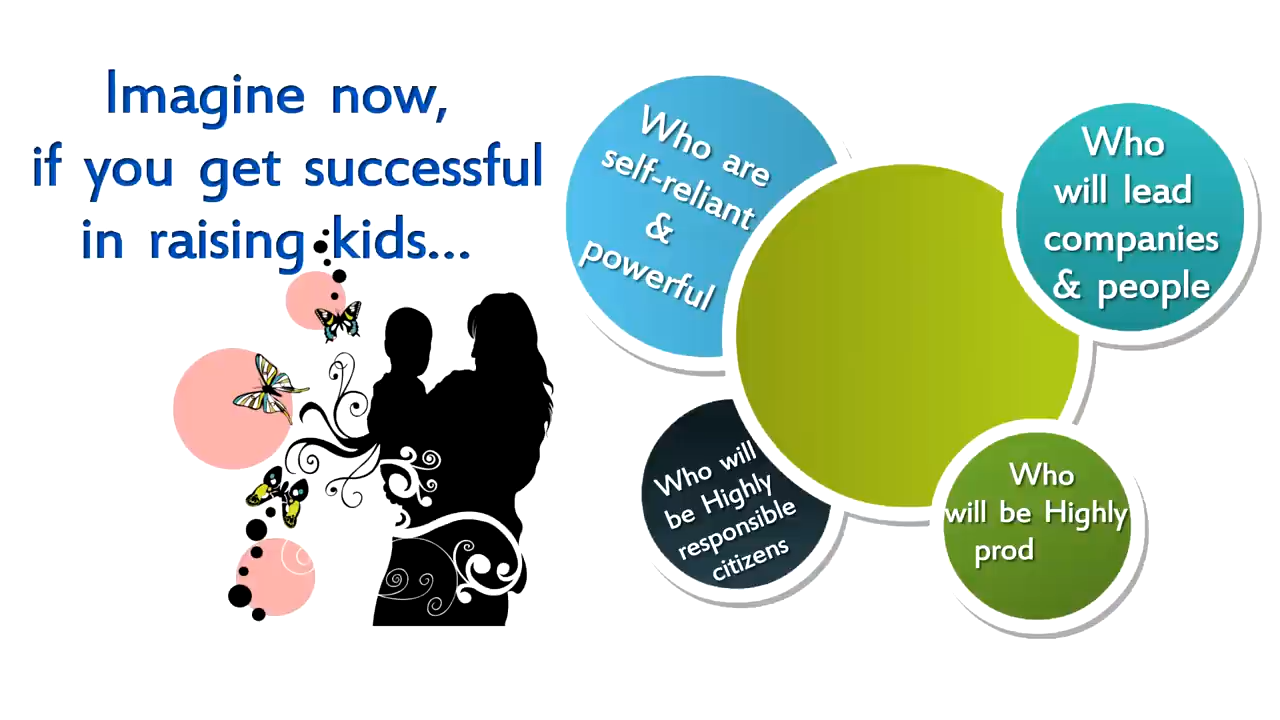 Imagine now,
if you get successful
in raising kids...
Who are
self-reliant
&
powerful
Who
will lead
companies
& people
Who will
be Highly
responsible
citizens
Who
will be Highly
prod